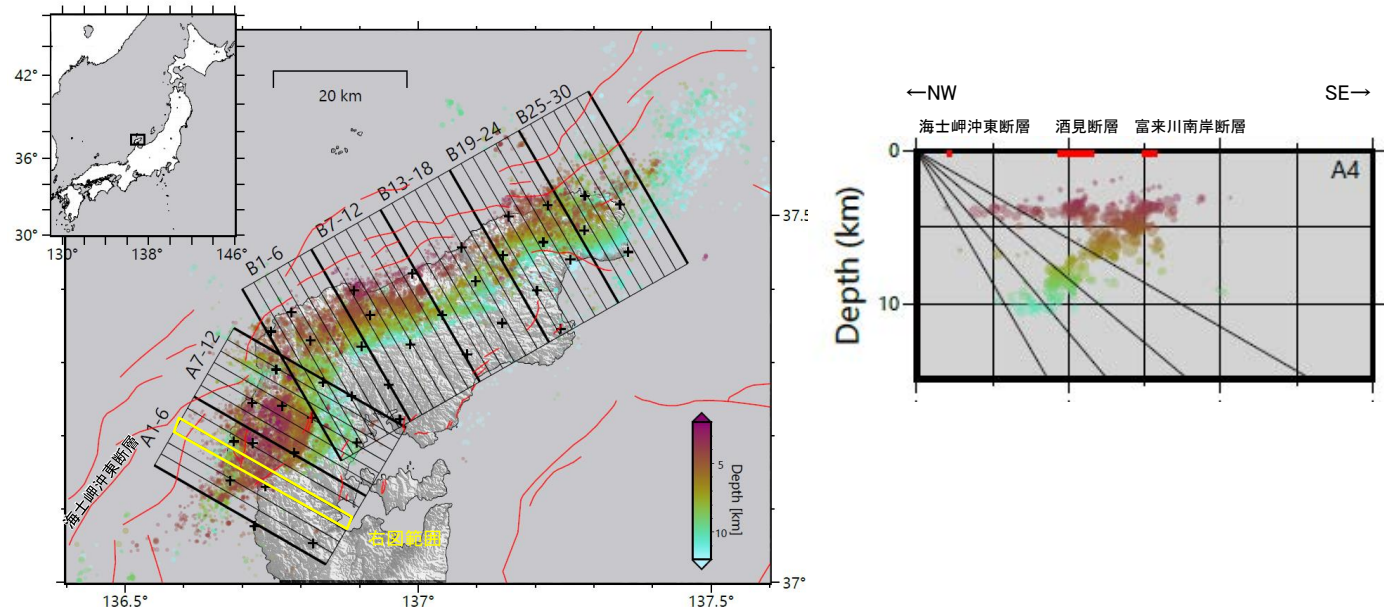 42°
36°
30°
130°
138°
146°
20 km
B1-6
B7-12
B13-18
B19-24
B25-30
A7-12
A1-6
海士岬沖東断層
右図範囲
5
10
Depth [km]
37.5
37°
136.5°
137°
137.5°
←NW
SE→
海士岬沖東断層
酒見断層
富来川南岸断層
0
10
Depth (km)
A4